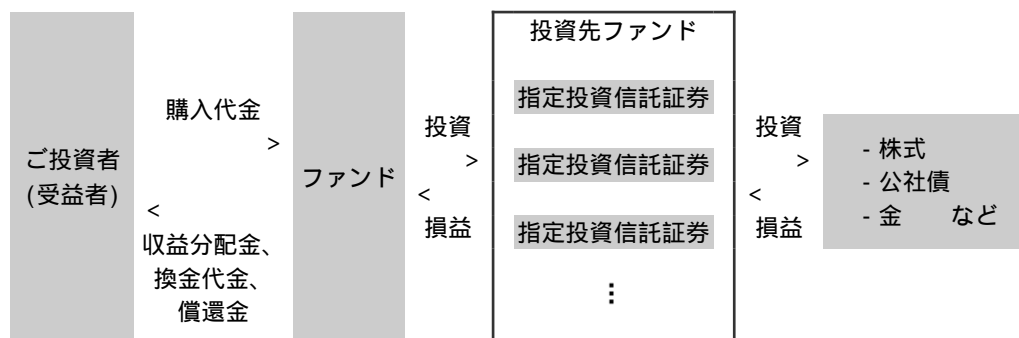 ご投資者
(受益者)
購入代金
>
<
収益分配金、
換金代金、
償還金
ファンド
投資
>
<
損益
投資先ファンド
指定投資信託証券
指定投資信託証券
指定投資信託証券
⋮
投資
>
<
損益
- 株式
- 公社債
- 金　　など